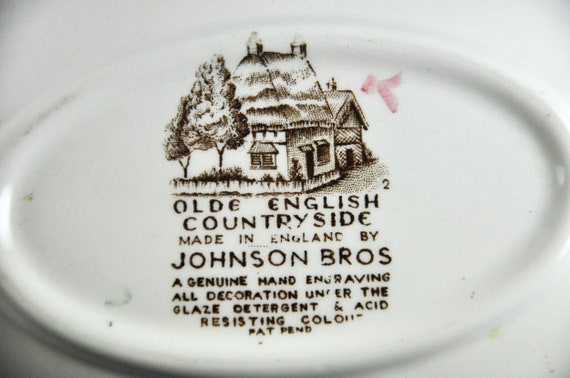 2
OLDE ENGLISH
COUNTRYSIDE
MADE IN ENGLAND BY
JOHNSON BROS
A GENUINE HAND ENGRAVING
ALL DECORATION UNDER THE
GLAZE DETERGENT & ACID
RESISTING COLOUR
PAT PEND